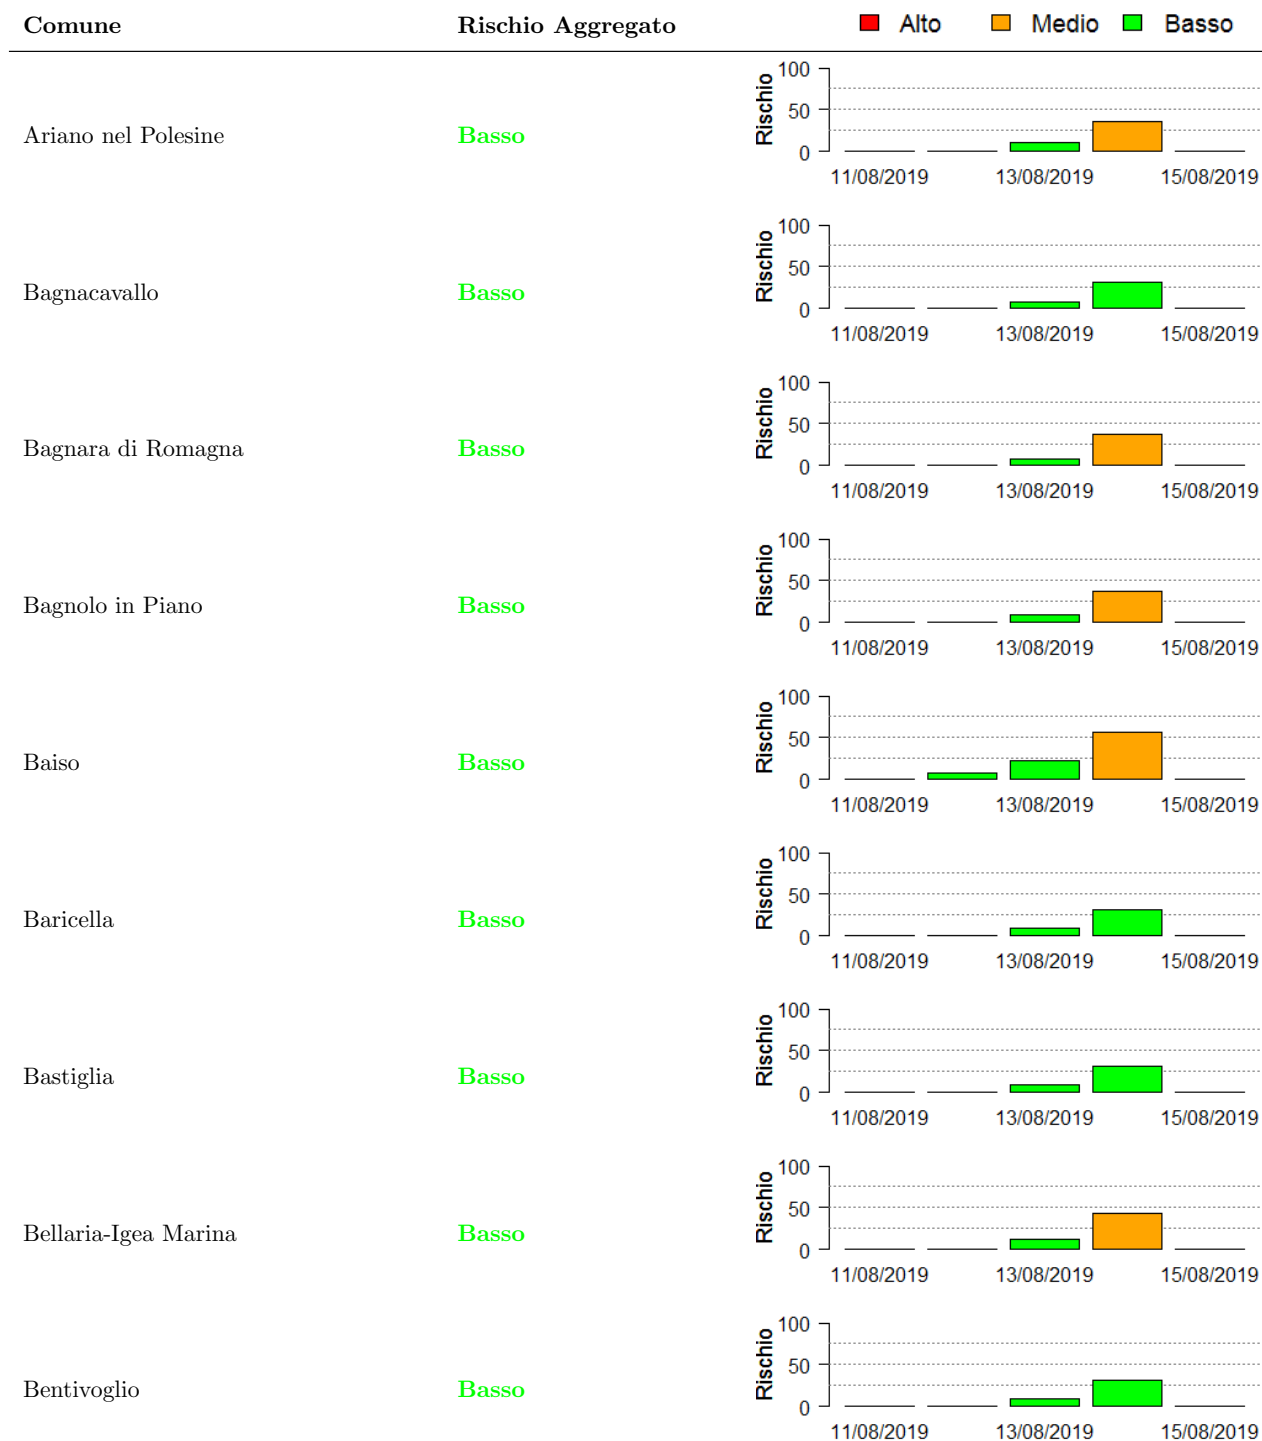 Comune Rischio Aggregato Alto Medio Basso
Ariano nel Polesine Basso
Rischio
100
50
0
11/08/2019 13/08/2019 15/08/2019
Bagnacavallo Basso
Rischio
100
50
0
11/08/2019 13/08/2019 15/08/2019
Bagnara di Romagna Basso
Rischio
100
50
0
11/08/2019 13/08/2019 15/08/2019
Bagnolo in Piano Basso
Rischio
100
50
0
11/08/2019 13/08/2019 15/08/2019
Baiso Basso
Rischio
100
50
0
11/08/2019 13/08/2019 15/08/2019
Baricella Basso
Rischio
100
50
0
11/08/2019 13/08/2019 15/08/2019
Bastiglia Basso
Rischio
100
50
0
11/08/2019 13/08/2019 15/08/2019
Bellaria-Igea Marina Basso
Rischio
100
50
0
11/08/2019 13/08/2019 15/08/2019
Bentivoglio Basso
Rischio
100
50
0
11/08/2019 13/08/2019 15/08/2019